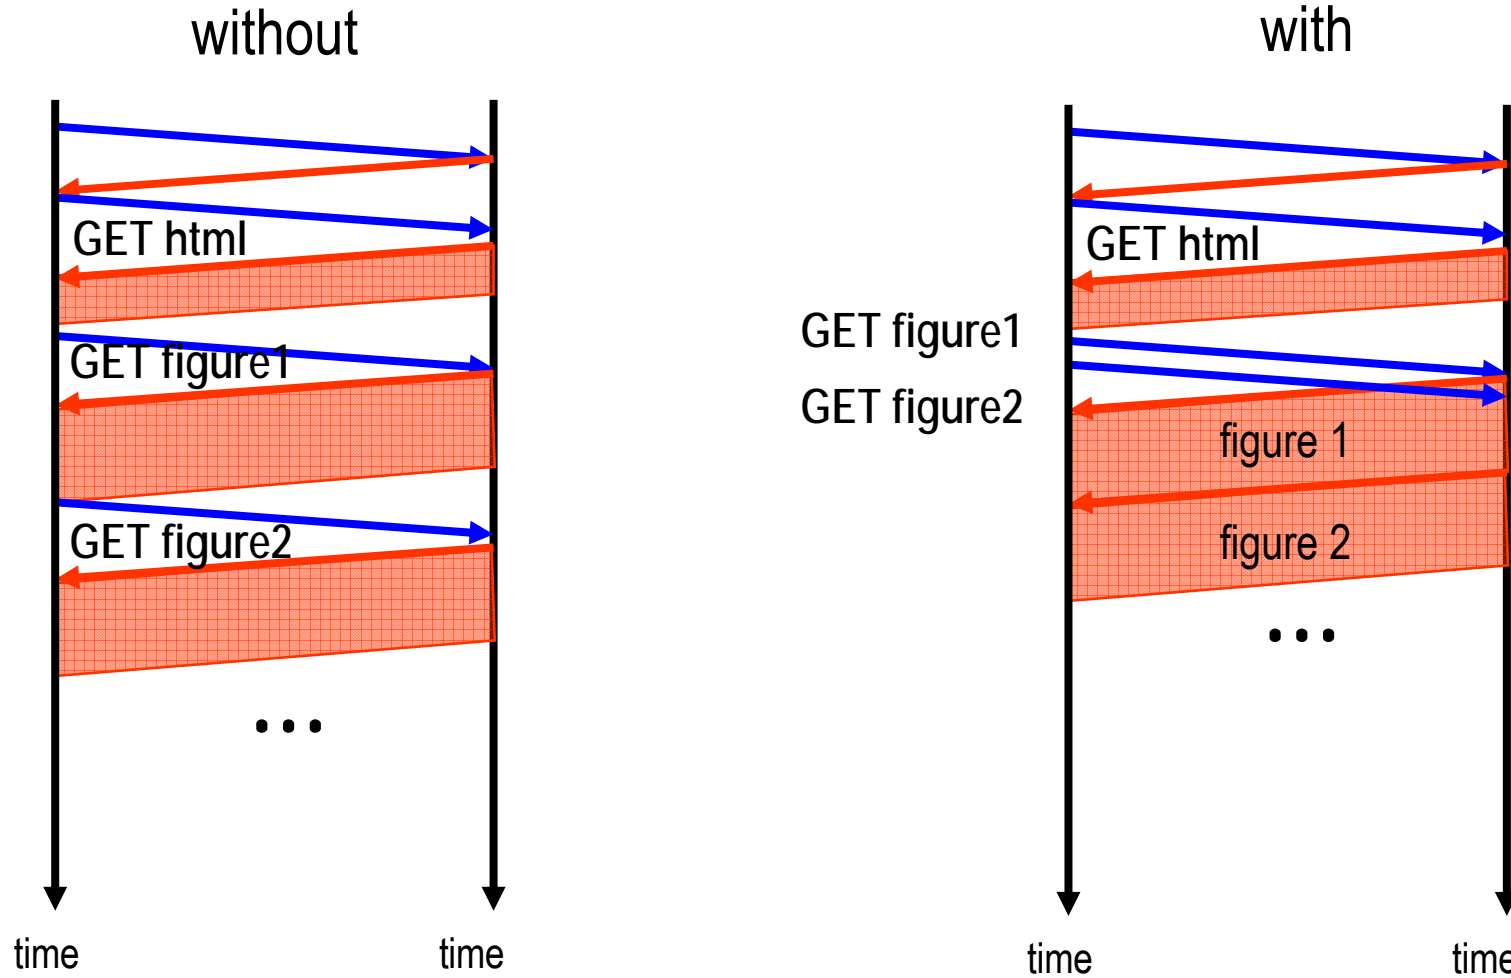 without
GET html
GET figure1
GET figure2
...
time
time
with
GET html
GET figure1
GET figure2
figure 1
figure 2
...
time
time